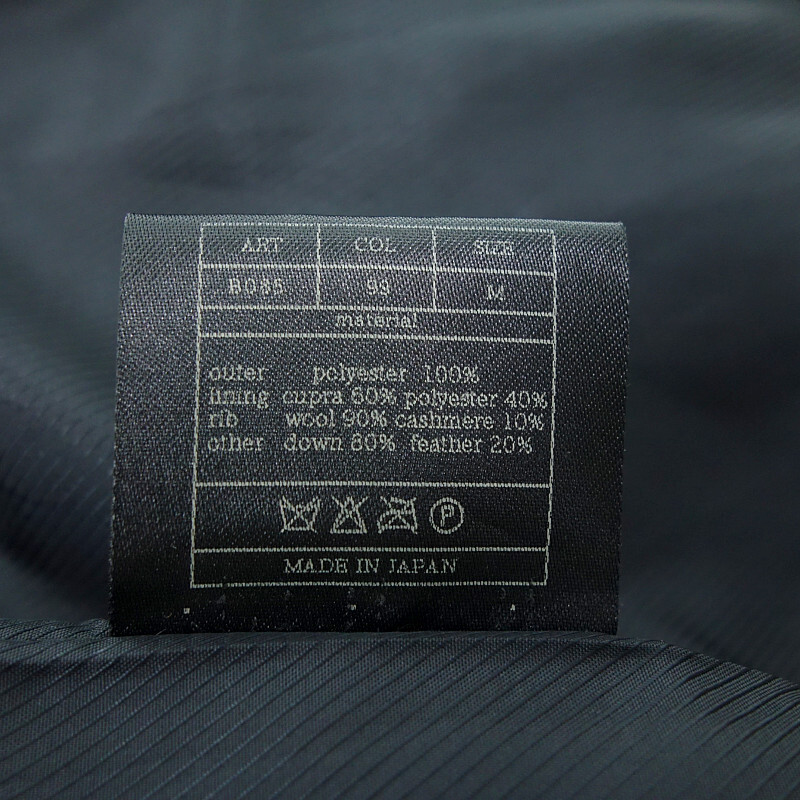 ART COL SIZE
B085 98 M
material
outer polyester 100%
lining cupra 60% polyester 40%
rib wool 90% cashmere 10%
other down 80% feather 20%
P
MADE IN JAPAN